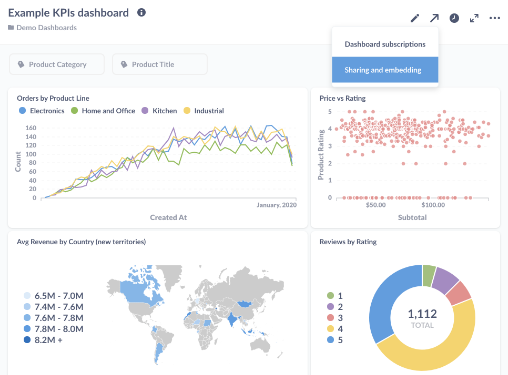 Example KPIs dashboard
Demo Dashboards
Dashboard subscriptions
Sharing and embedding
Product Category
Product Title
Orders by Product Line
Electronics Home and Office Kitchen Industrial
Count
160
140
120
100
80
60
40
20
0
January, 2020
Created At
Price vs Rating
Product Rating
5
4
3
2
1
0
$50.00 $100.00
Subtotal
Avg Revenue by Country (new territories)
6.5M - 7.0M
7.4M - 7.6M
7.6M - 7.8M
7.8M - 8.0M
8.2M +
Reviews by Rating
1
2
3
4
5
1,112
TOTAL